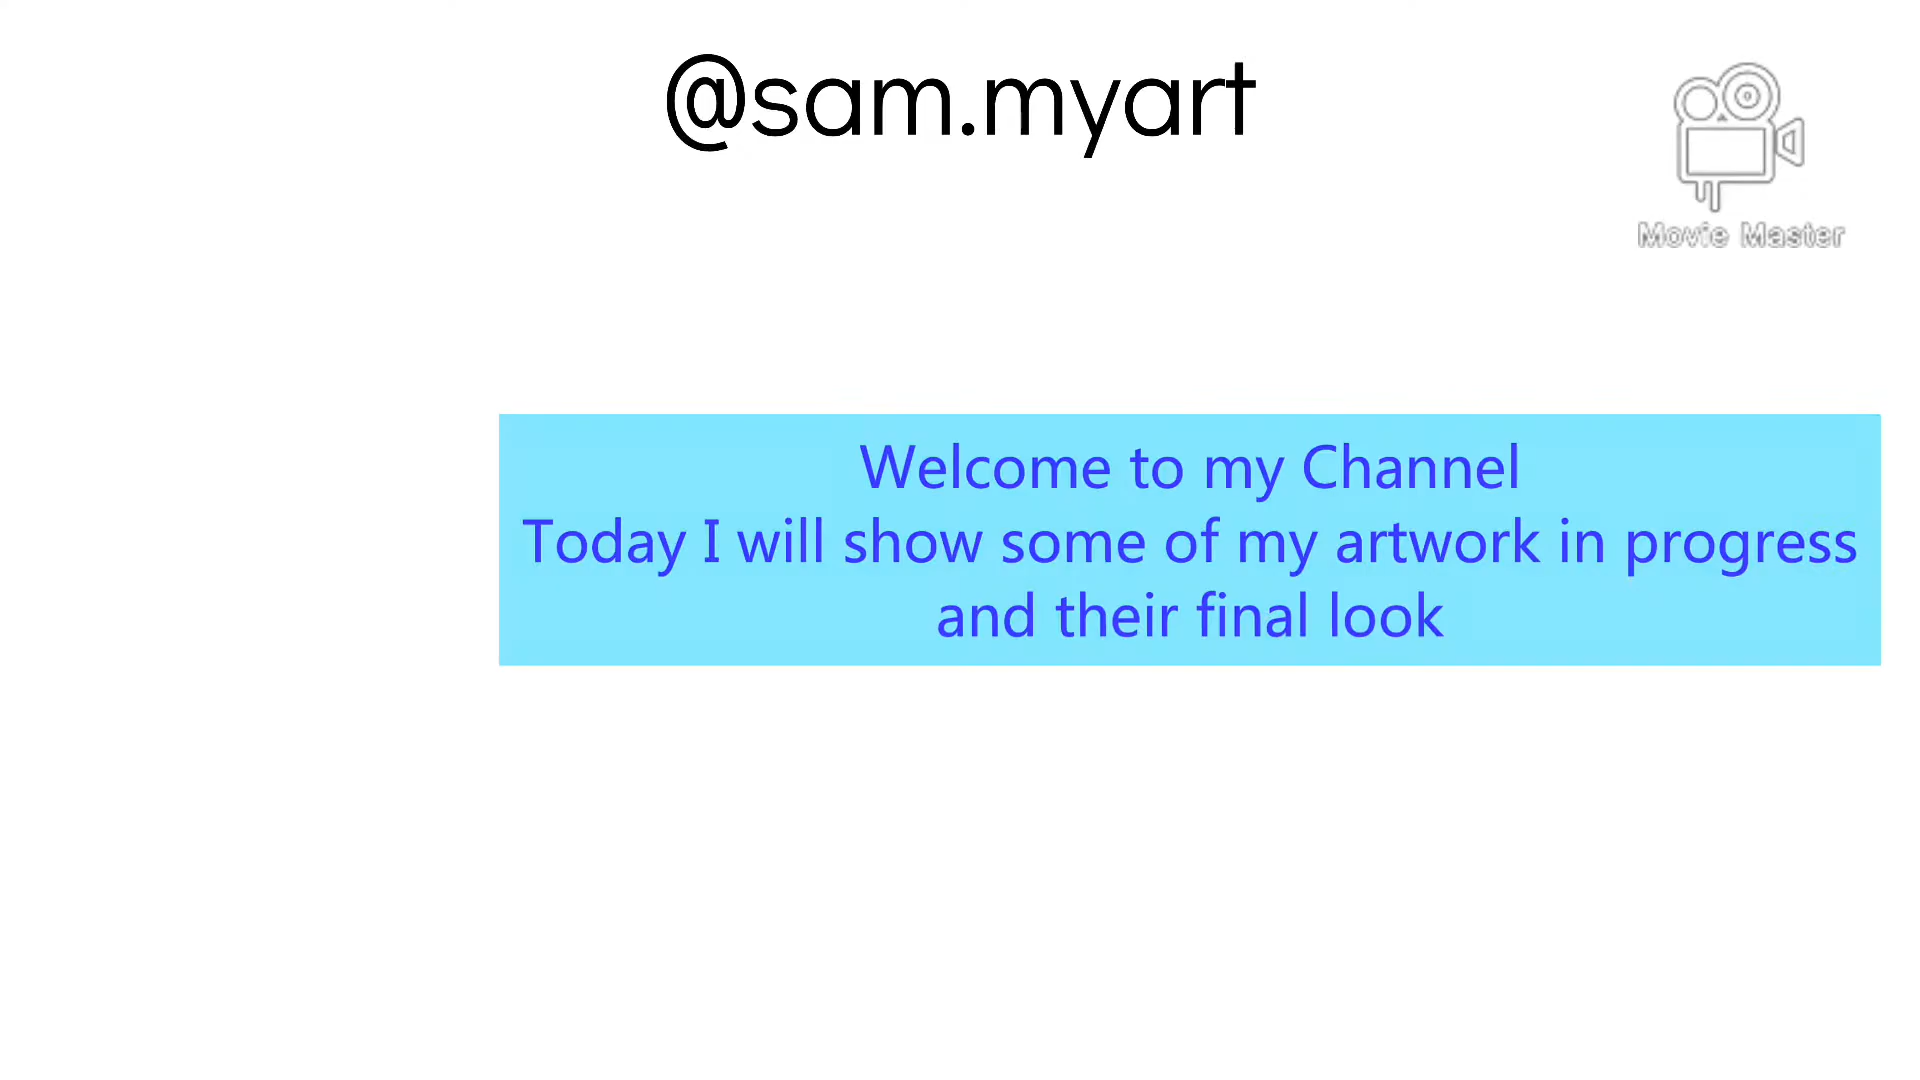 @sam.myart
Movie Master
Welcome to my Channel
Today I will show some of my artwork in progress
and their final look